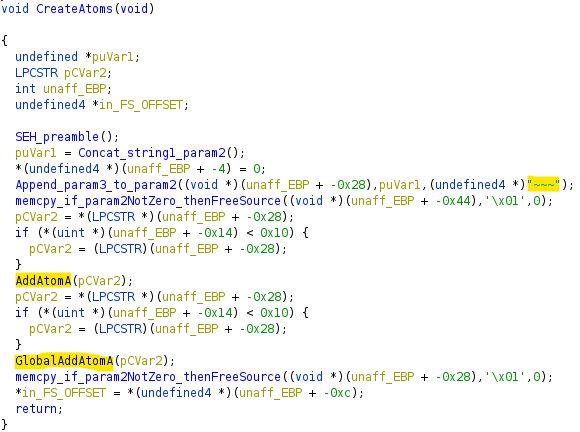 void CreateAtoms(void)
{
undefined *puVar1;
LPCSTR pCVar2;
int unaff_EBP;
undefined4 *in_FS_OFFSET;
SEH_preamble();
puVar1 = Concat_string1_param2();
*(undefined4 *)(unaff_EBP + -4) = 0;
Append_param3_to_param2((void *)(unaff_EBP + -0x28),puVar1,(undefined4 *)"~~~");
memcpy_if_param2NotZero_thenFreeSource((void *)(unaff_EBP + -0x44),'\x01',0);
pCVar2 = *(LPCSTR *)(unaff_EBP + -0x28);
if (*(uint *)(unaff_EBP + -0x14) < 0x10) {
pCVar2 = (LPCSTR)(unaff_EBP + -0x28);
}
AddAtomA(pCVar2);
pCVar2 = *(LPCSTR *)(unaff_EBP + -0x28);
if (*(uint *)(unaff_EBP + -0x14) < 0x10) {
pCVar2 = (LPCSTR)(unaff_EBP + -0x28);
}
GlobalAddAtomA(pCVar2);
memcpy_if_param2NotZero_thenFreeSource((void *)(unaff_EBP + -0x28),'\x01',0);
*in_FS_OFFSET = *(undefined4 *)(unaff_EBP + -0xc);
return;
}